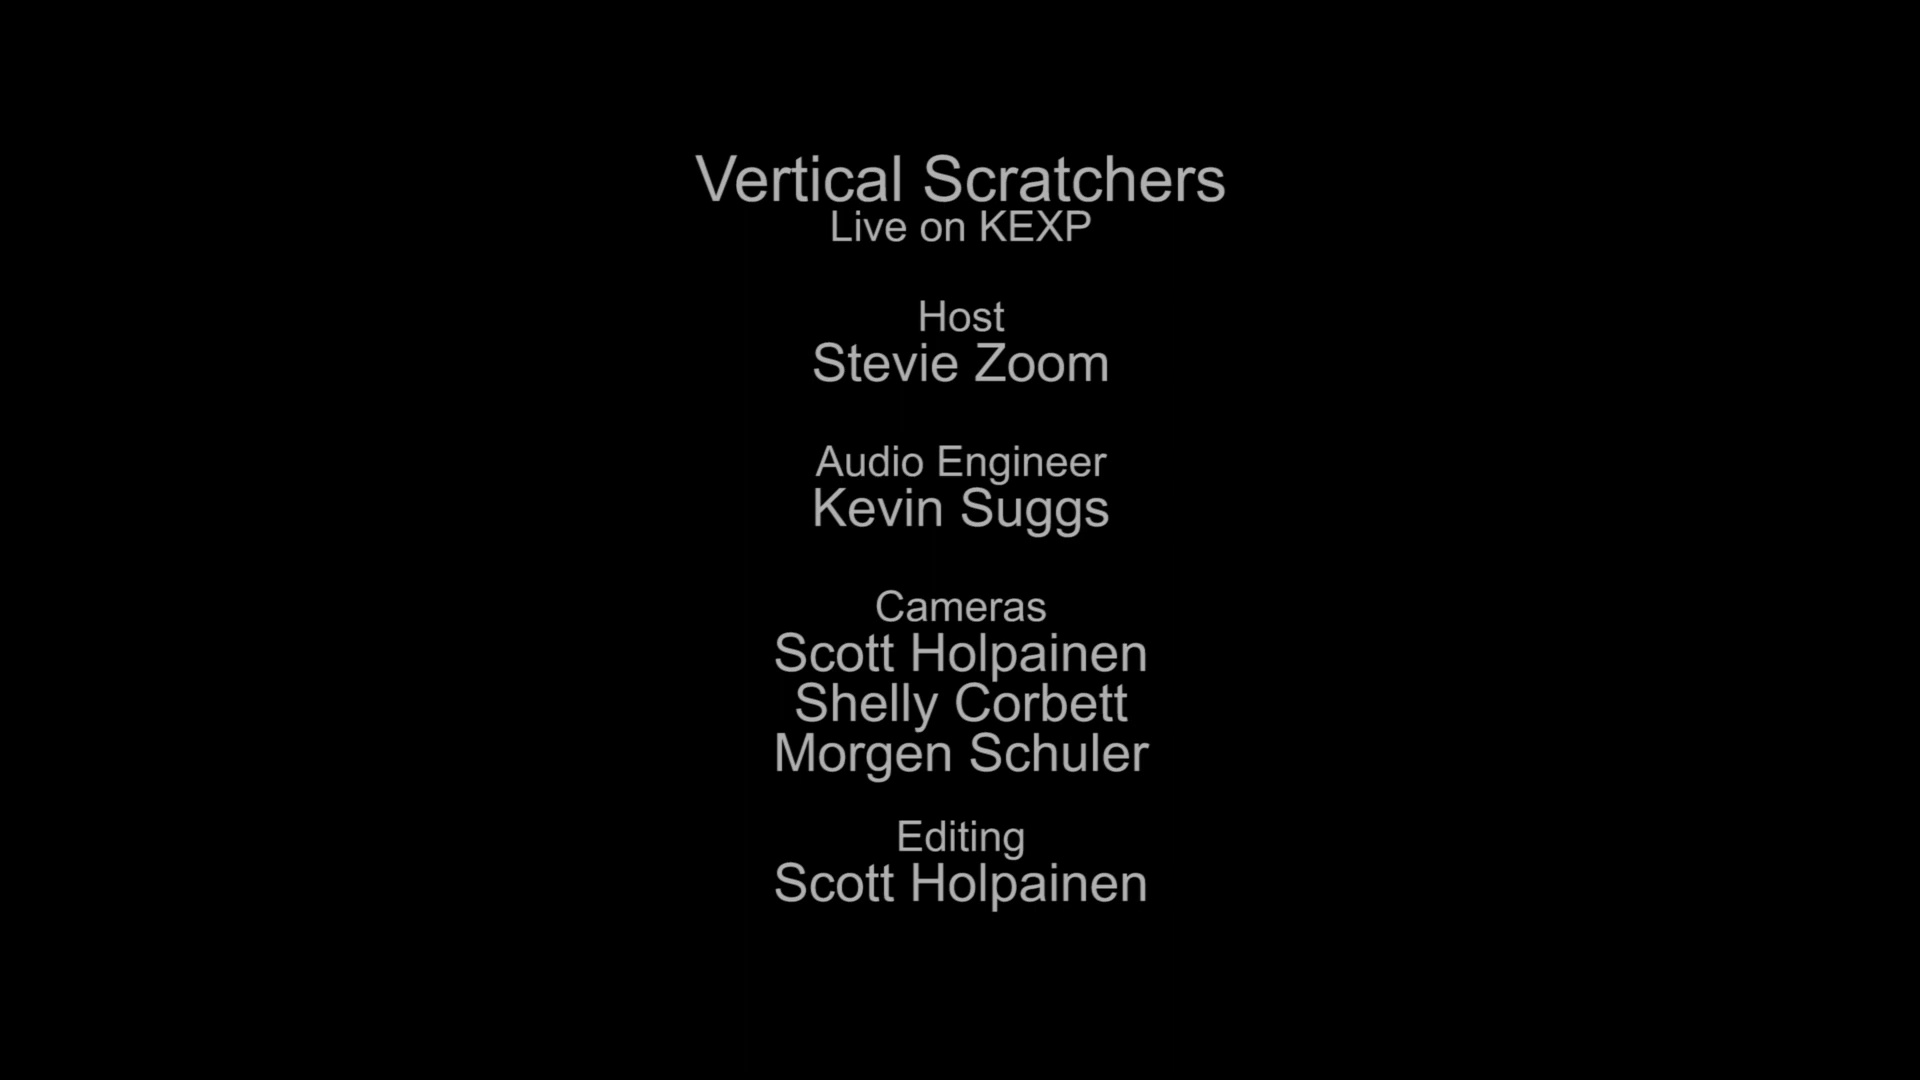 Vertical Scratchers
Live on KEXP
Host
Stevie Zoom
Audio Engineer
Kevin Suggs
Cameras
Scott Holpainen
Shelly Corbett
Morgen Schuler
Editing
Scott Holpainen